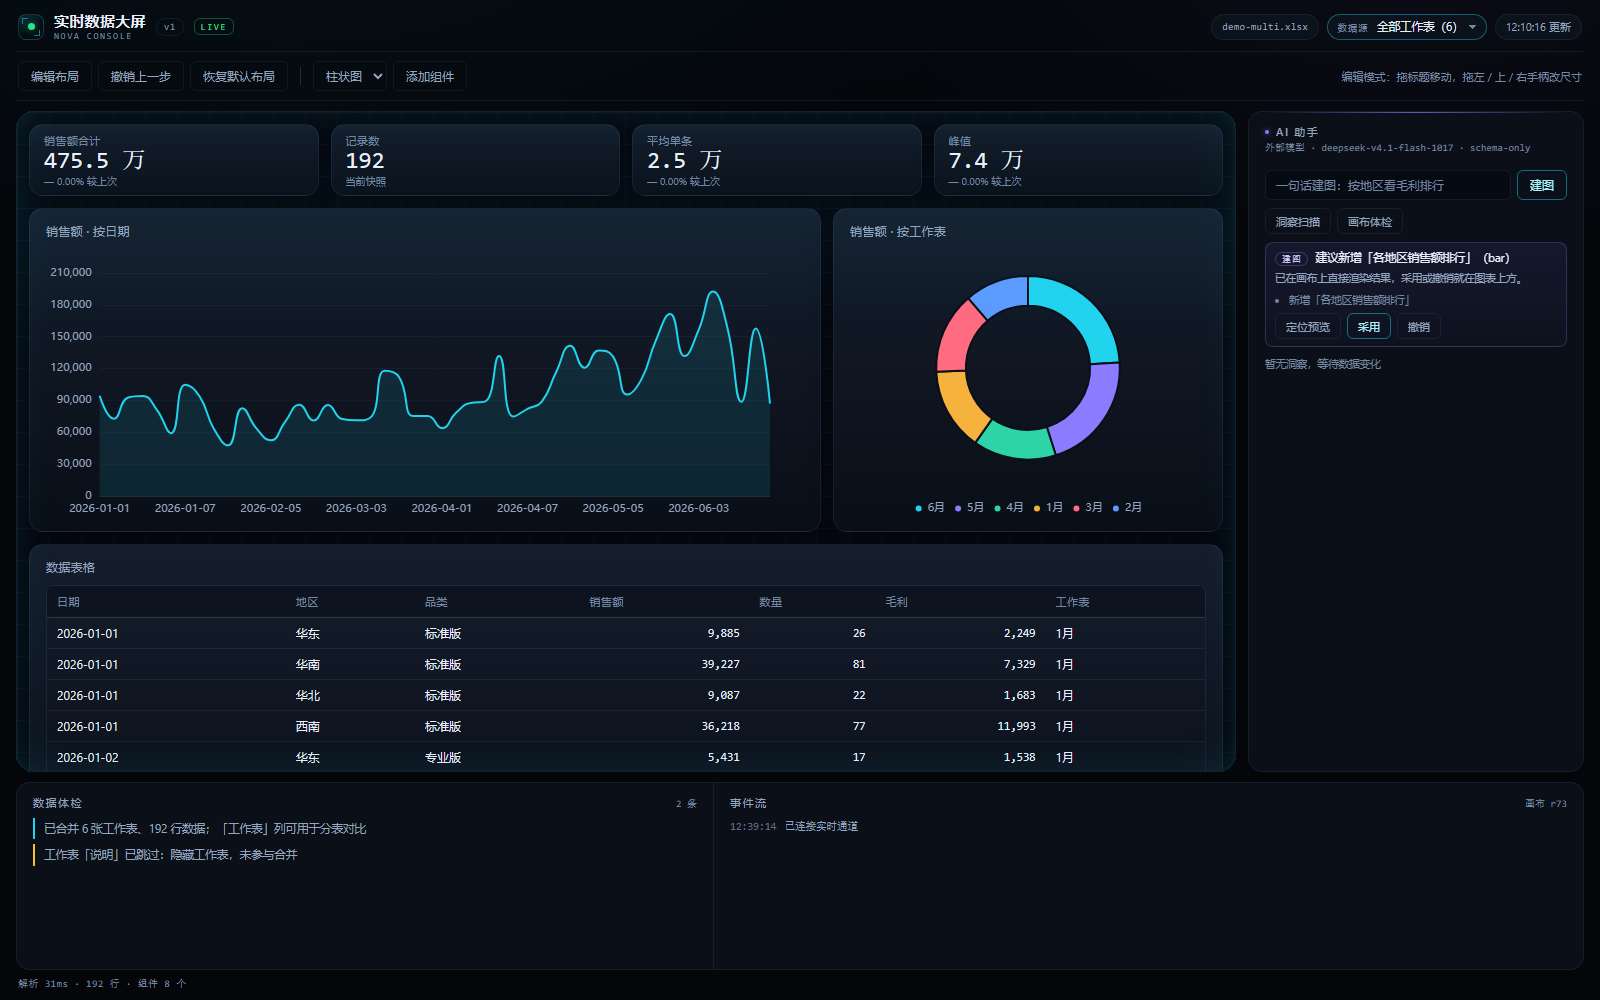 实时数据大屏
NOVA CONSOLE
v1
LIVE
demo-multi.xlsx
数据源 全部工作表 (6)
12:10:16 更新
编辑布局
撤销上一步
恢复默认布局
柱状图
添加组件
编辑模式：拖标题移动，拖左 / 上 / 右手柄改尺寸
销售额合计
475.5 万
— 0.00% 较上次
记录数
192
当前快照
平均单条
2.5 万
— 0.00% 较上次
峰值
7.4 万
— 0.00% 较上次
销售额 · 按日期
210,000
180,000
150,000
120,000
90,000
60,000
30,000
0
2026-01-01 2026-01-07 2026-02-05 2026-03-03 2026-04-01 2026-04-07 2026-05-05 2026-06-03
销售额 · 按工作表
6月 5月 4月 1月 3月 2月
数据表格
日期 地区 品类 销售额 数量 毛利 工作表
2026-01-01 华东 标准版 9,885 26 2,249 1月
2026-01-01 华南 标准版 39,227 81 7,329 1月
2026-01-01 华北 标准版 9,087 22 1,683 1月
2026-01-01 西南 标准版 36,218 77 11,993 1月
2026-01-02 华东 专业版 5,431 17 1,538 1月
AI 助手
外部模型 · deepseek-v4.1-flash-1017 · schema-only
一句话建图：按地区看毛利排行
建图
洞察扫描
画布体检
建图 建议新增「各地区销售额排行」（bar）
已在画布上直接渲染结果，采用或撤销就在图表上方。
• 新增「各地区销售额排行」
定位预览
采用
撤销
暂无洞察，等待数据变化
数据体检
2 条
已合并 6 张工作表、192 行数据；「工作表」列可用于分表对比
工作表「说明」已跳过：隐藏工作表，未参与合并
事件流
画布 r73
12:39:14 已连接实时通道
解析 31ms · 192 行 · 组件 8 个